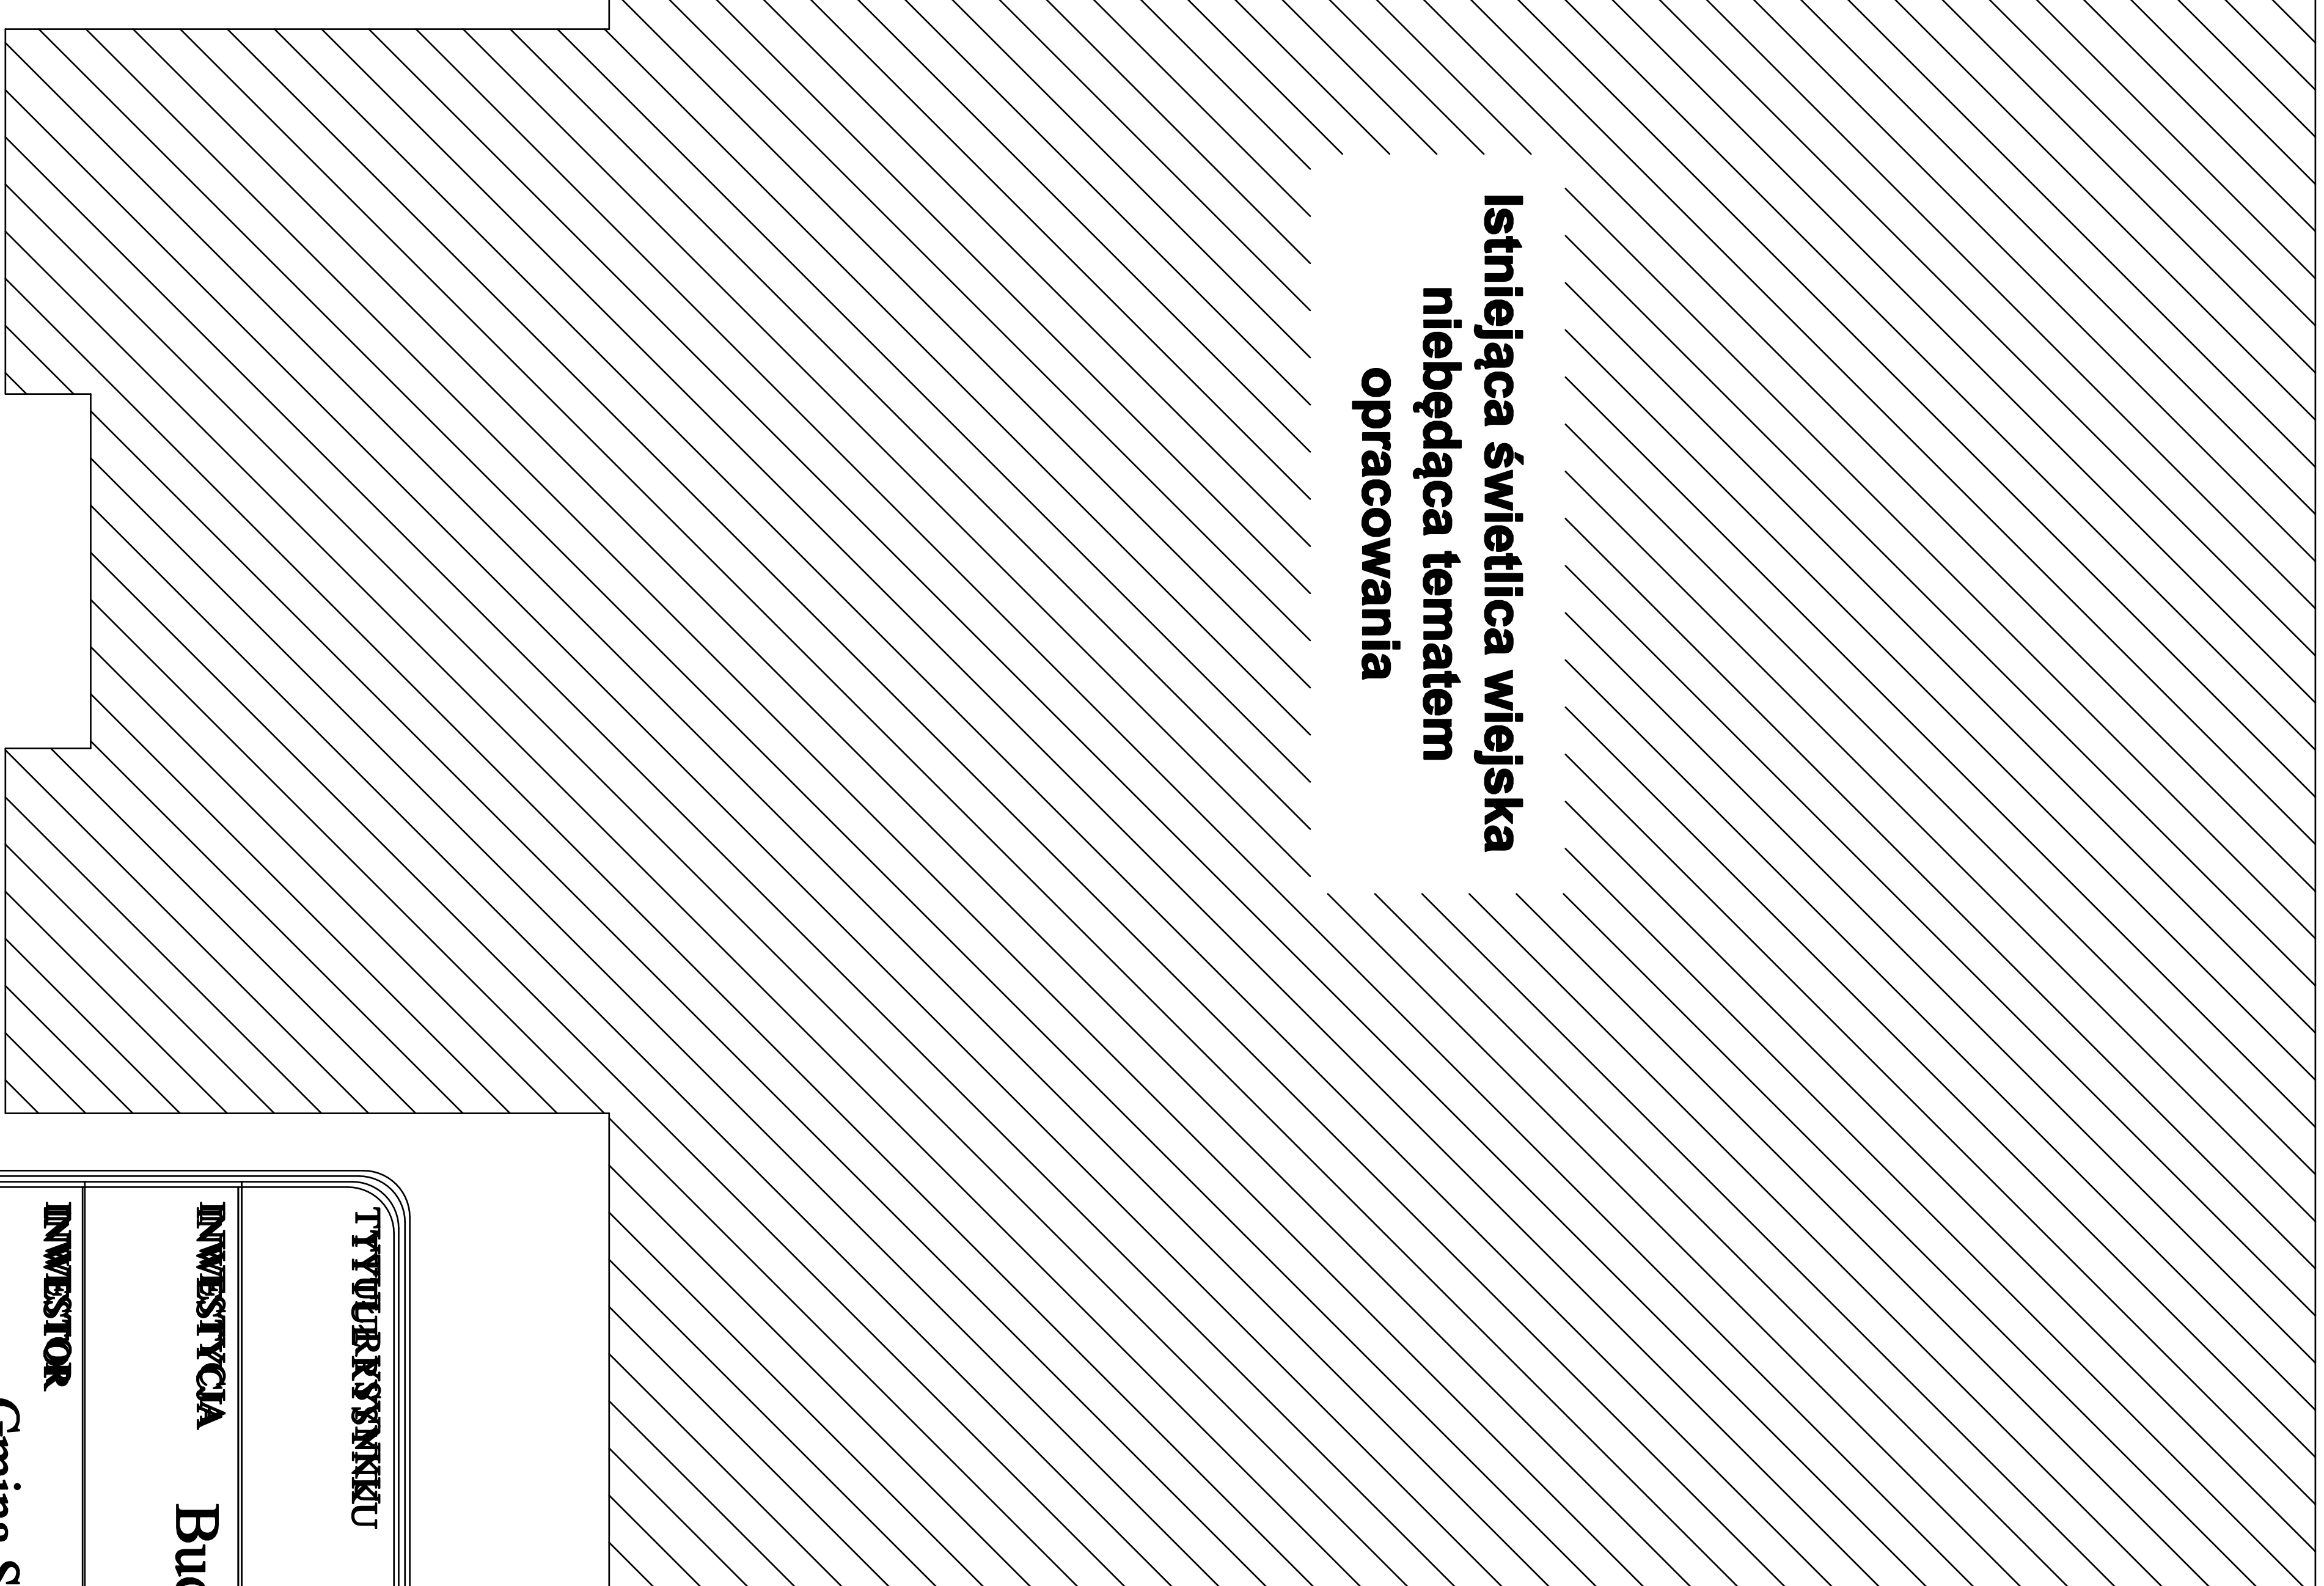 Istniejąca świetlica wiejska
niebędąca tematem
opracowania
TYTUŁ RYSUNKU
INWESTYCJA
INWESTOR